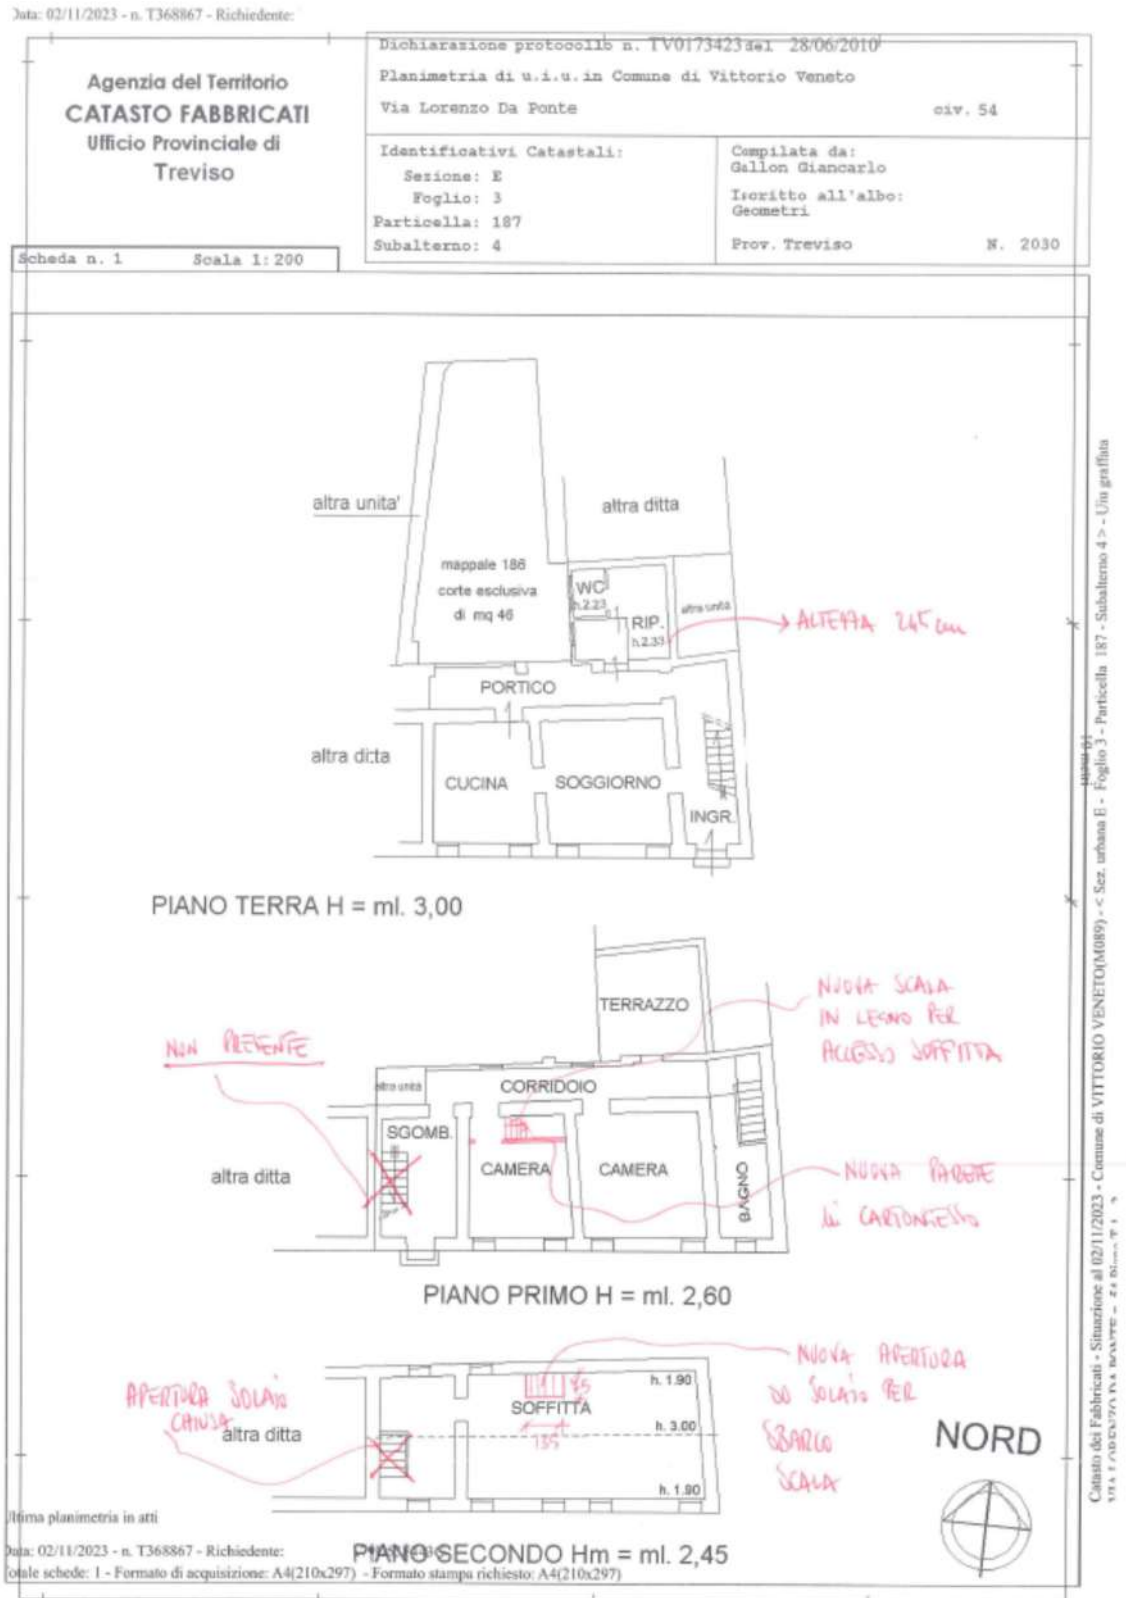 Data: 02/11/2023 - n. T368867 - Richiedente:
Agenzia del Territorio
CATASTO FABBRICATI
Ufficio Provinciale di
Treviso
Dichiarazione protocollo n. TV0173423 del 28/06/2010
Planimetria di u.i.u. in Comune di Vittorio Veneto
Via Lorenzo Da Ponte civ. 54
Identificativi Catastali:
Sezione: E
Foglio: 3
Particella: 187
Subalterno: 4
Compilata da:
Gallon Giancarlo
Iscritto all'albo:
Geometri
Prov. Treviso N. 2030
Scheda n. 1 Scala 1:200
altra unita'
altra ditta
mappale 186
corte esclusiva
di mq 46
WC
h.2.23
RIP.
h.2.33
altra unita
ALTEZZA 245 cm
PORTICO
altra ditta
CUCINA
SOGGIORNO
INGR.
PIANO TERRA H = ml. 3,00
TERRAZZO
NUOVA SCALA
IN LEGNO PER
ACCESSO SOFFITTA
NON PRESENTE
altra unita
CORRIDOIO
SGOMB.
altra ditta
CAMERA
CAMERA
BAGNO
NUOVA PARETE
in CARTONGESSO
PIANO PRIMO H = ml. 2,60
NUOVA APERTURA
SOLAIO PER
SBARCO
SCALA
APERTURA SOLAIO
CHIUSA
altra ditta
SOFFITTA
135
h. 1.90
h. 3.00
h. 1.90
NORD
PIANO SECONDO Hm = ml. 2,45
Ultima planimetria in atti
Data: 02/11/2023 - n. T368867 - Richiedente:
Totale schede: 1 - Formato di acquisizione: A4(210x297) - Formato stampa richiesto: A4(210x297)
Catasto dei Fabbricati - Situazione al 02/11/2023 - Comune di VITTORIO VENETO(M089) - < Sez. urbana E - Foglio 3 - Particella 187 - Subalterno 4 > - Uiu graffata
VIA LORENZO DA PONTE